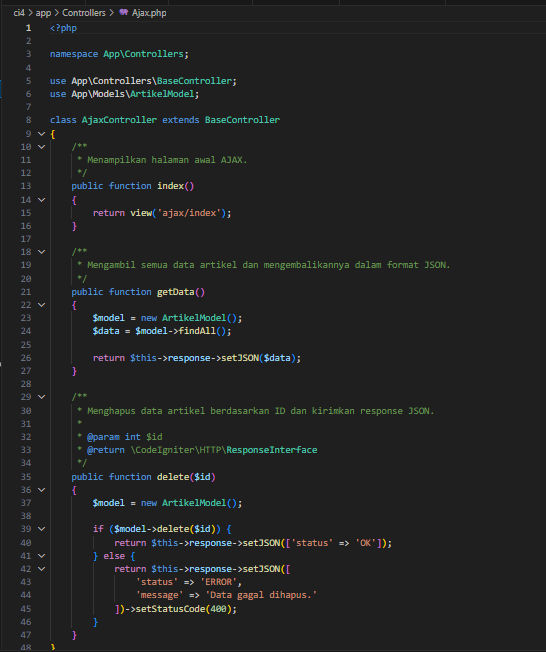 ci4 > app > Controllers > Ajax.php
1 <?php
2
3 namespace App\Controllers;
4
5 use App\Controllers\BaseController;
6 use App\Models\ArtikelModel;
7
8 class AjaxController extends BaseController
9 {
10 /**
11 * Menampilkan halaman awal AJAX.
12 */
13 public function index()
14 {
15 return view('ajax/index');
16 }
17
18 /**
19 * Mengambil semua data artikel dan mengembalikannya dalam format JSON.
20 */
21 public function getData()
22 {
23 $model = new ArtikelModel();
24 $data = $model->findAll();
25
26 return $this->response->setJSON($data);
27 }
28
29 /**
30 * Menghapus data artikel berdasarkan ID dan kirimkan response JSON.
31 *
32 * @param int $id
33 * @return \CodeIgniter\HTTP\ResponseInterface
34 */
35 public function delete($id)
36 {
37 $model = new ArtikelModel();
38
39 if ($model->delete($id)) {
40 return $this->response->setJSON(['status' => 'OK']);
41 } else {
42 return $this->response->setJSON([
43 'status' => 'ERROR',
44 'message' => 'Data gagal dihapus.'
45 ])->setStatusCode(400);
46 }
47 }
48 }